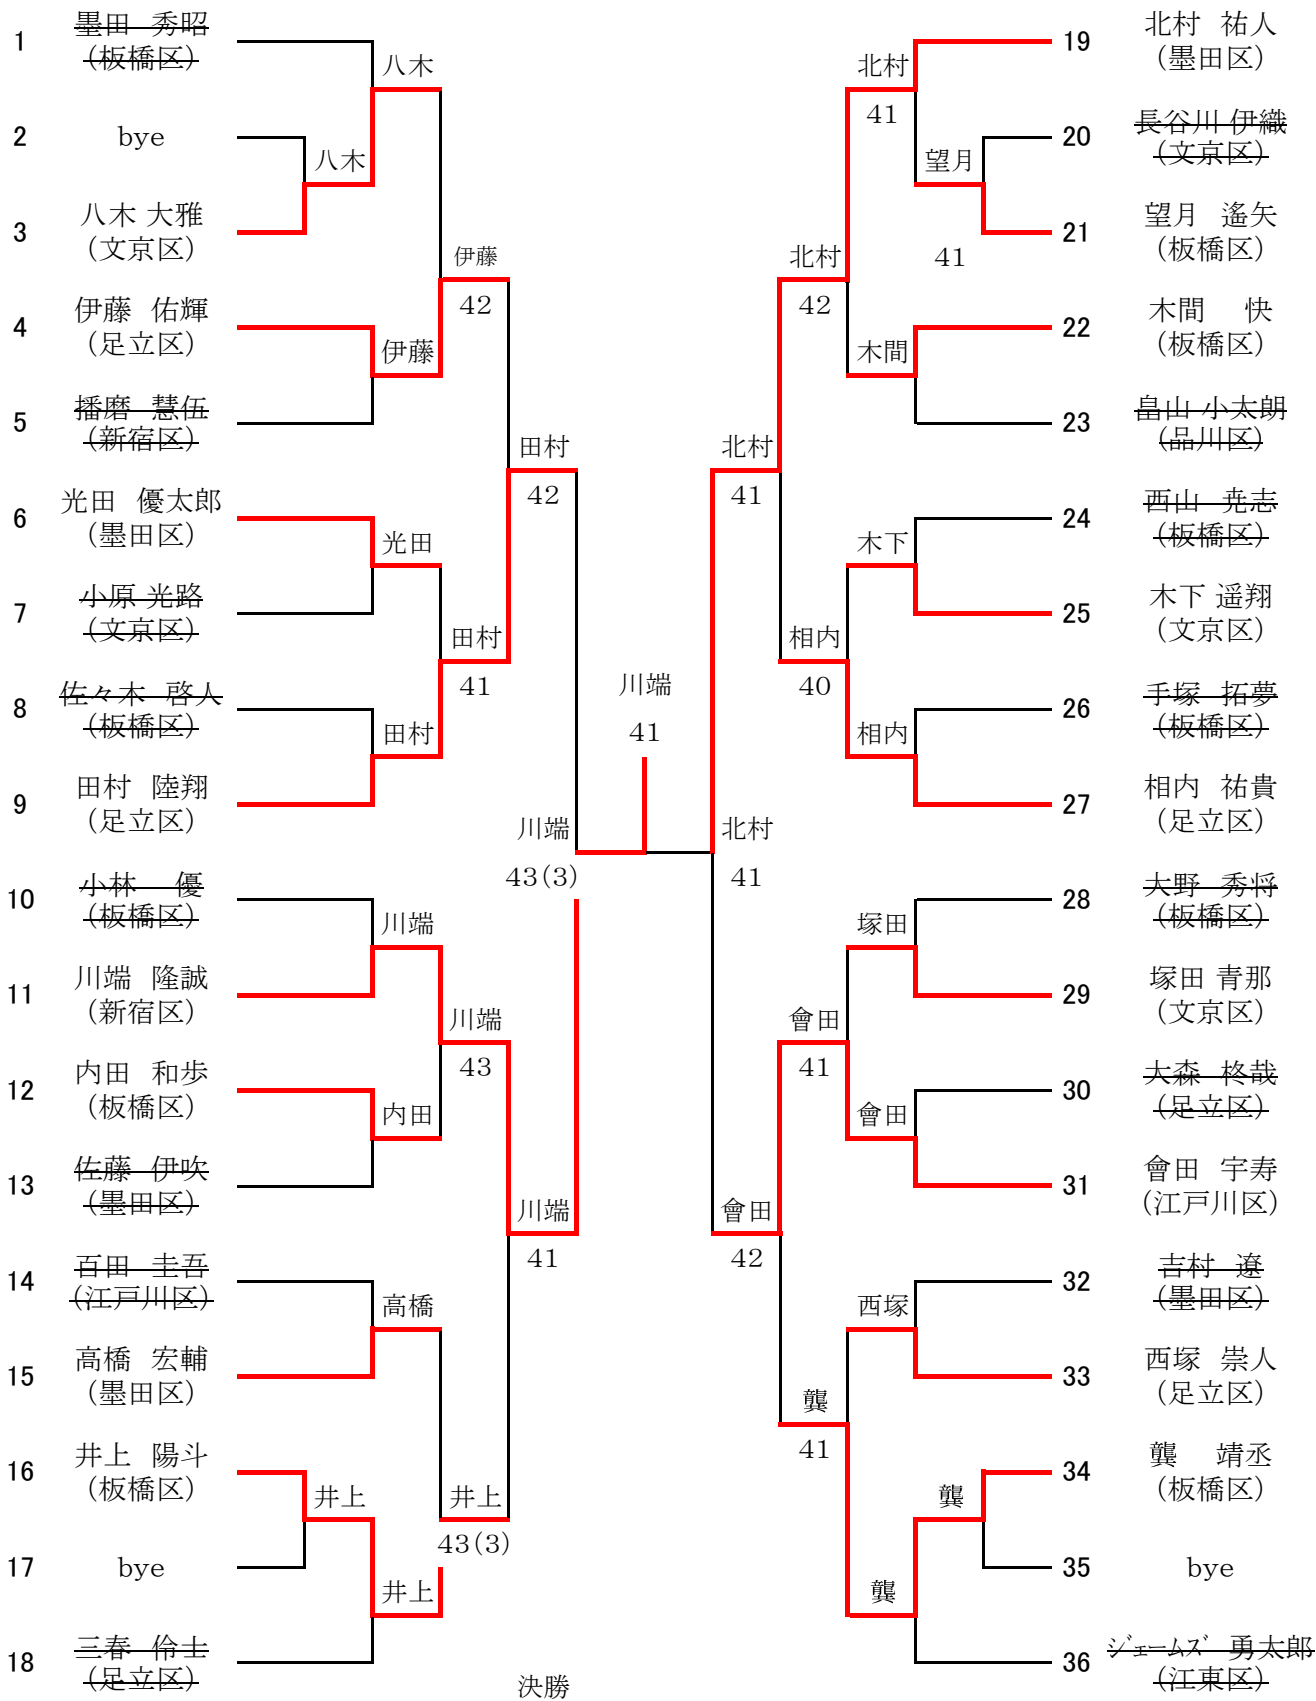 1 墨田 秀昭
(板橋区)
2 bye
3 八木 大雅
(文京区)
4 伊藤 佑輝
(足立区)
5 播磨 慧伍
(新宿区)
6 光田 優太郎
(墨田区)
7 小原 光路
(文京区)
8 佐々木 啓人
(板橋区)
9 田村 陸翔
(足立区)
10 小林 優
(板橋区)
11 川端 隆誠
(新宿区)
12 内田 和歩
(板橋区)
13 佐藤 伊吹
(墨田区)
14 百田 圭吾
(江戸川区)
15 高橋 宏輔
(墨田区)
16 井上 陽斗
(板橋区)
17 bye
18 三春 伶士
(足立区)
八木
八木
伊藤
光田
田村
川端
内田
高橋
井上
井上
伊藤
42
田村
41
川端
43
井上
43(3)
田村
42
川端
41
川端
43(3)
川端
41
北村
41
北村
41
會田
42
北村
42
相内
40
會田
41
龔
41
北村
41
望月
41
木間
木下
相内
塚田
會田
西塚
龔
龔
19 北村 祐人
(墨田区)
20 長谷川 伊織
(文京区)
21 望月 遙矢
(板橋区)
22 木間 快
(板橋区)
23 畠山 小太朗
(品川区)
24 西山 尭志
(板橋区)
25 木下 遥翔
(文京区)
26 手塚 拓夢
(板橋区)
27 相内 祐貴
(足立区)
28 大野 秀将
(板橋区)
29 塚田 青那
(文京区)
30 大森 柊哉
(足立区)
31 會田 宇寿
(江戸川区)
32 吉村 遼
(墨田区)
33 西塚 崇人
(足立区)
34 龔 靖丞
(板橋区)
35 bye
36 ジェームズ 勇太郎
(江東区)
決勝